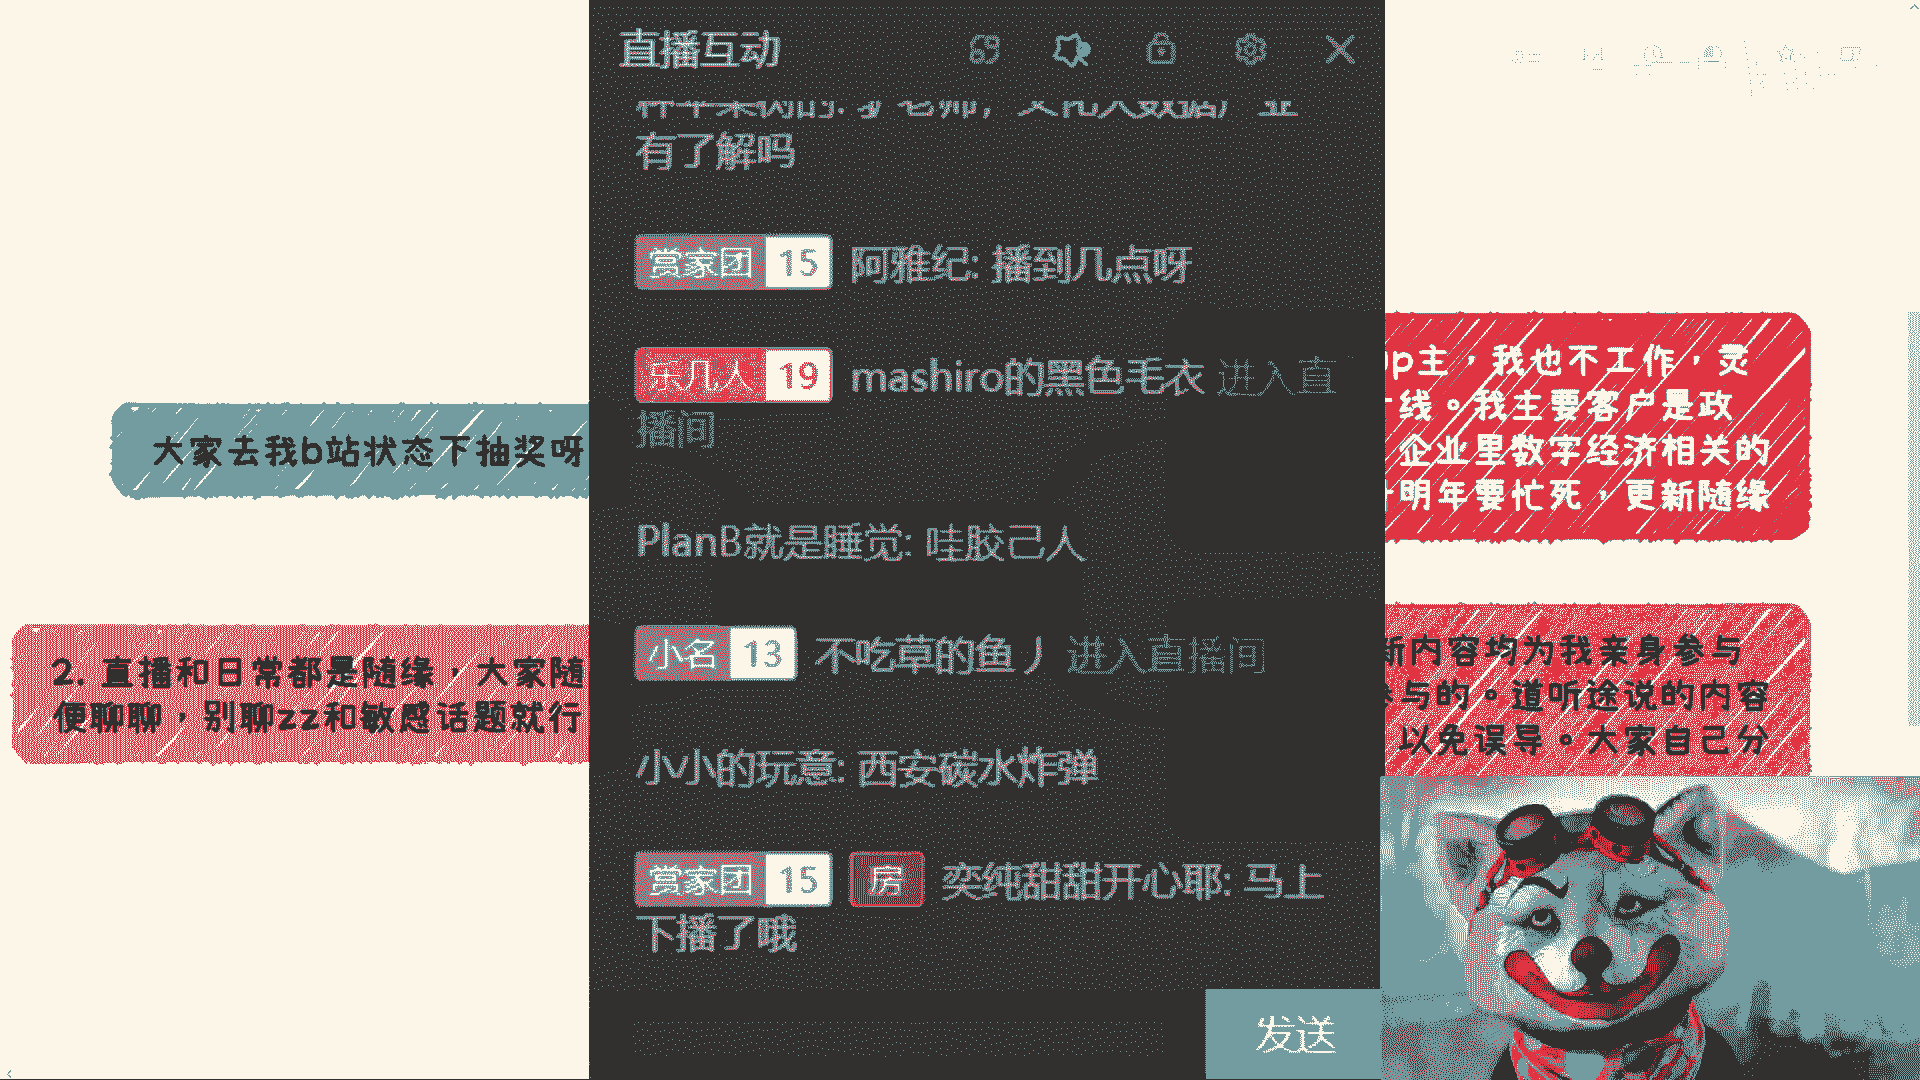 直播互动
有了解吗
赏家团 15 阿雅纪: 播到几点呀
乐几人 19 mashiro的黑色毛衣 进入直
播间
PlanB就是睡觉: 哇胶己人
小名 13 不吃草的鱼丿 进入直播间
小小的玩意: 西安碳水炸弹
赏家团 15 房 奕纯甜甜开心耶: 马上
下播了哦
发送
大家去我b站状态下抽奖呀
2. 直播和日常都是随缘，大家随
便聊聊，别聊zz和敏感话题就行
p主，我也不工作，灵
线。我主要客户是政
企业里数字经济相关的
明年要忙死，更新随缘
新内容均为我亲身参与
参与的。道听途说的内容
以免误导。大家自己分